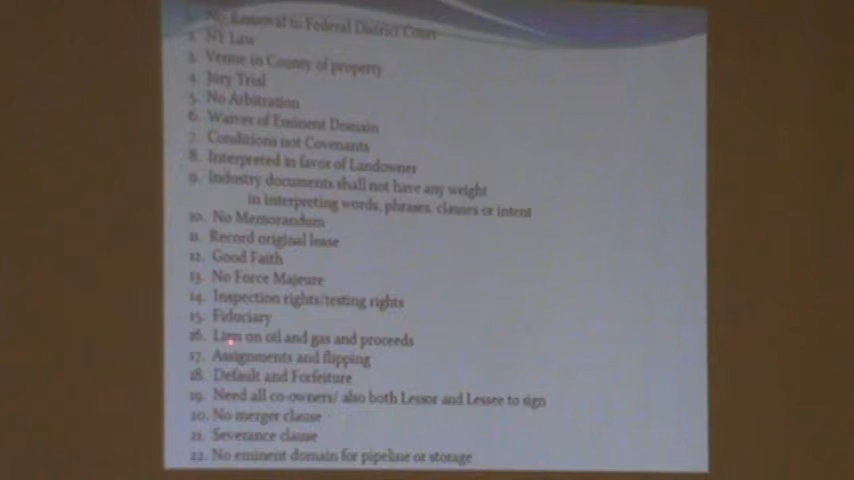 1. No Removal to Federal District Court
2. NY Law
3. Venue in County of property
4. Jury Trial
5. No Arbitration
6. Waiver of Eminent Domain
7. Conditions not Covenants
8. Interpreted in favor of Landowner
9. Industry documents shall not have any weight
in interpreting words, phrases, clauses or intent
10. No Memorandum
11. Record original lease
12. Good Faith
13. No Force Majeure
14. Inspection rights/testing rights
15. Fiduciary
16. Lien on oil and gas and proceeds
17. Assignments and flipping
18. Default and Forfeiture
19. Need all co-owners/ also both Lessor and Lessee to sign
20. No merger clause
21. Severance clause
22. No eminent domain for pipeline or storage